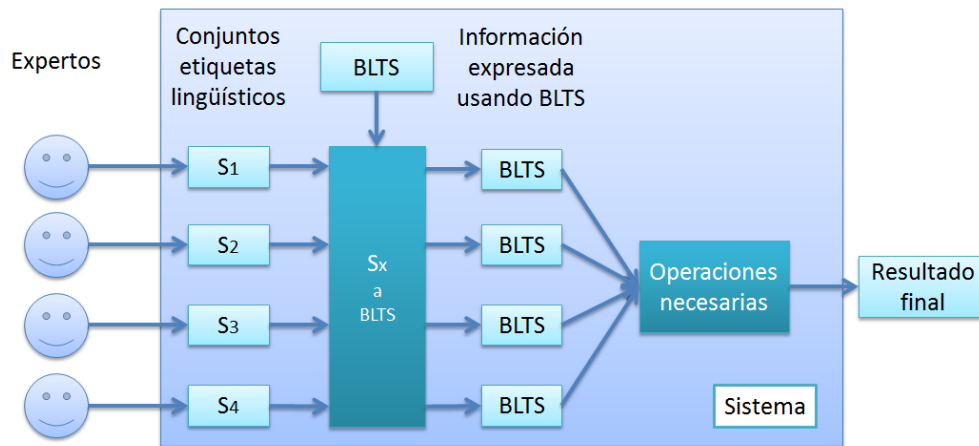 Expertos
Conjuntos
etiquetas
lingüísticos
BLTS
Información
expresada
usando BLTS
S1
S2
S3
S4
Sx
a
BLTS
BLTS
BLTS
BLTS
BLTS
Operaciones
necesarias
Resultado
final
Sistema